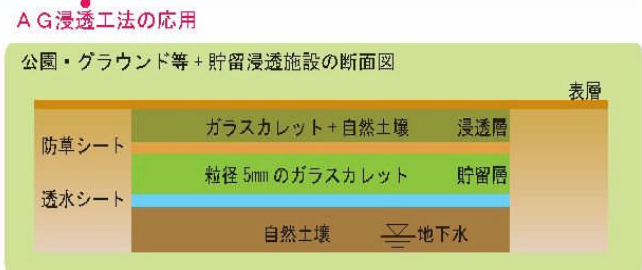 AG浸透工法の応用
公園・グラウンド等+貯留浸透施設の断面図
表層
ガラスカレット+自然土壌 浸透層
防草シート
粒径5mmのガラスカレット 貯留層
透水シート
自然土壌 地下水